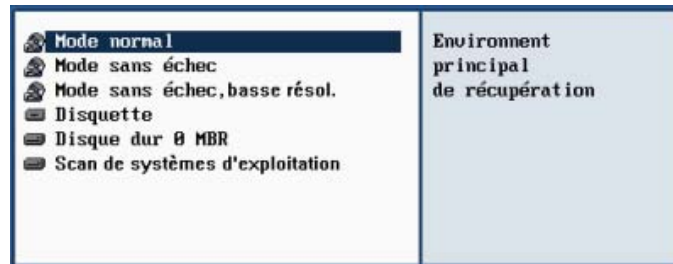 Mode normal
Mode sans échec
Mode sans échec,basse résol.
Disquette
Disque dur 0 MBR
Scan de systèmes d'exploitation
Environnent
principal
de récupération